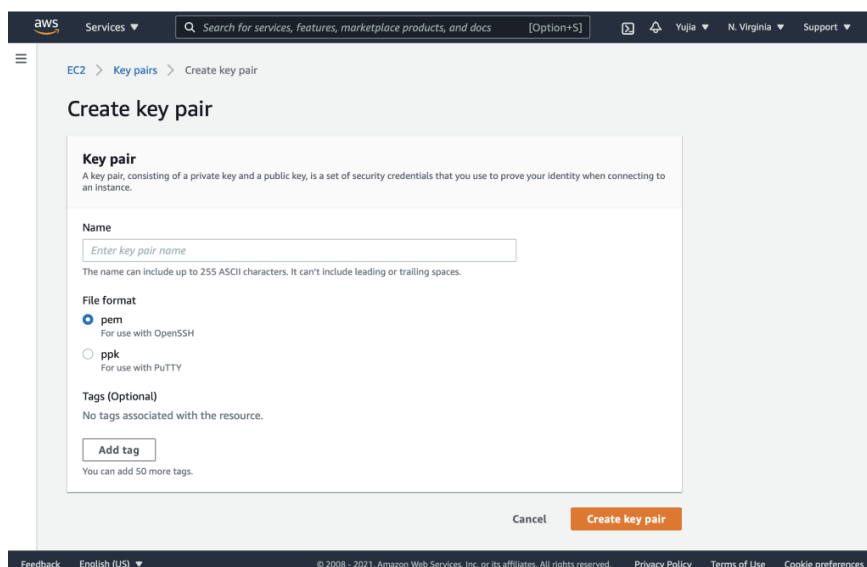 aws Services ▼ Search for services, features, marketplace products, and docs [Option+S] Yujia ▼ N. Virginia ▼ Support ▼
EC2 > Key pairs > Create key pair
Create key pair
Key pair
A key pair, consisting of a private key and a public key, is a set of security credentials that you use to prove your identity when connecting to
an instance.
Name
Enter key pair name
The name can include up to 255 ASCII characters. It can't include leading or trailing spaces.
File format
pem
For use with OpenSSH
ppk
For use with PuTTY
Tags (Optional)
No tags associated with the resource.
Add tag
You can add 50 more tags.
Cancel Create key pair
Feedback English (US) ▼ © 2008 - 2021, Amazon Web Services, Inc. or its affiliates. All rights reserved. Privacy Policy Terms of Use Cookie preferences